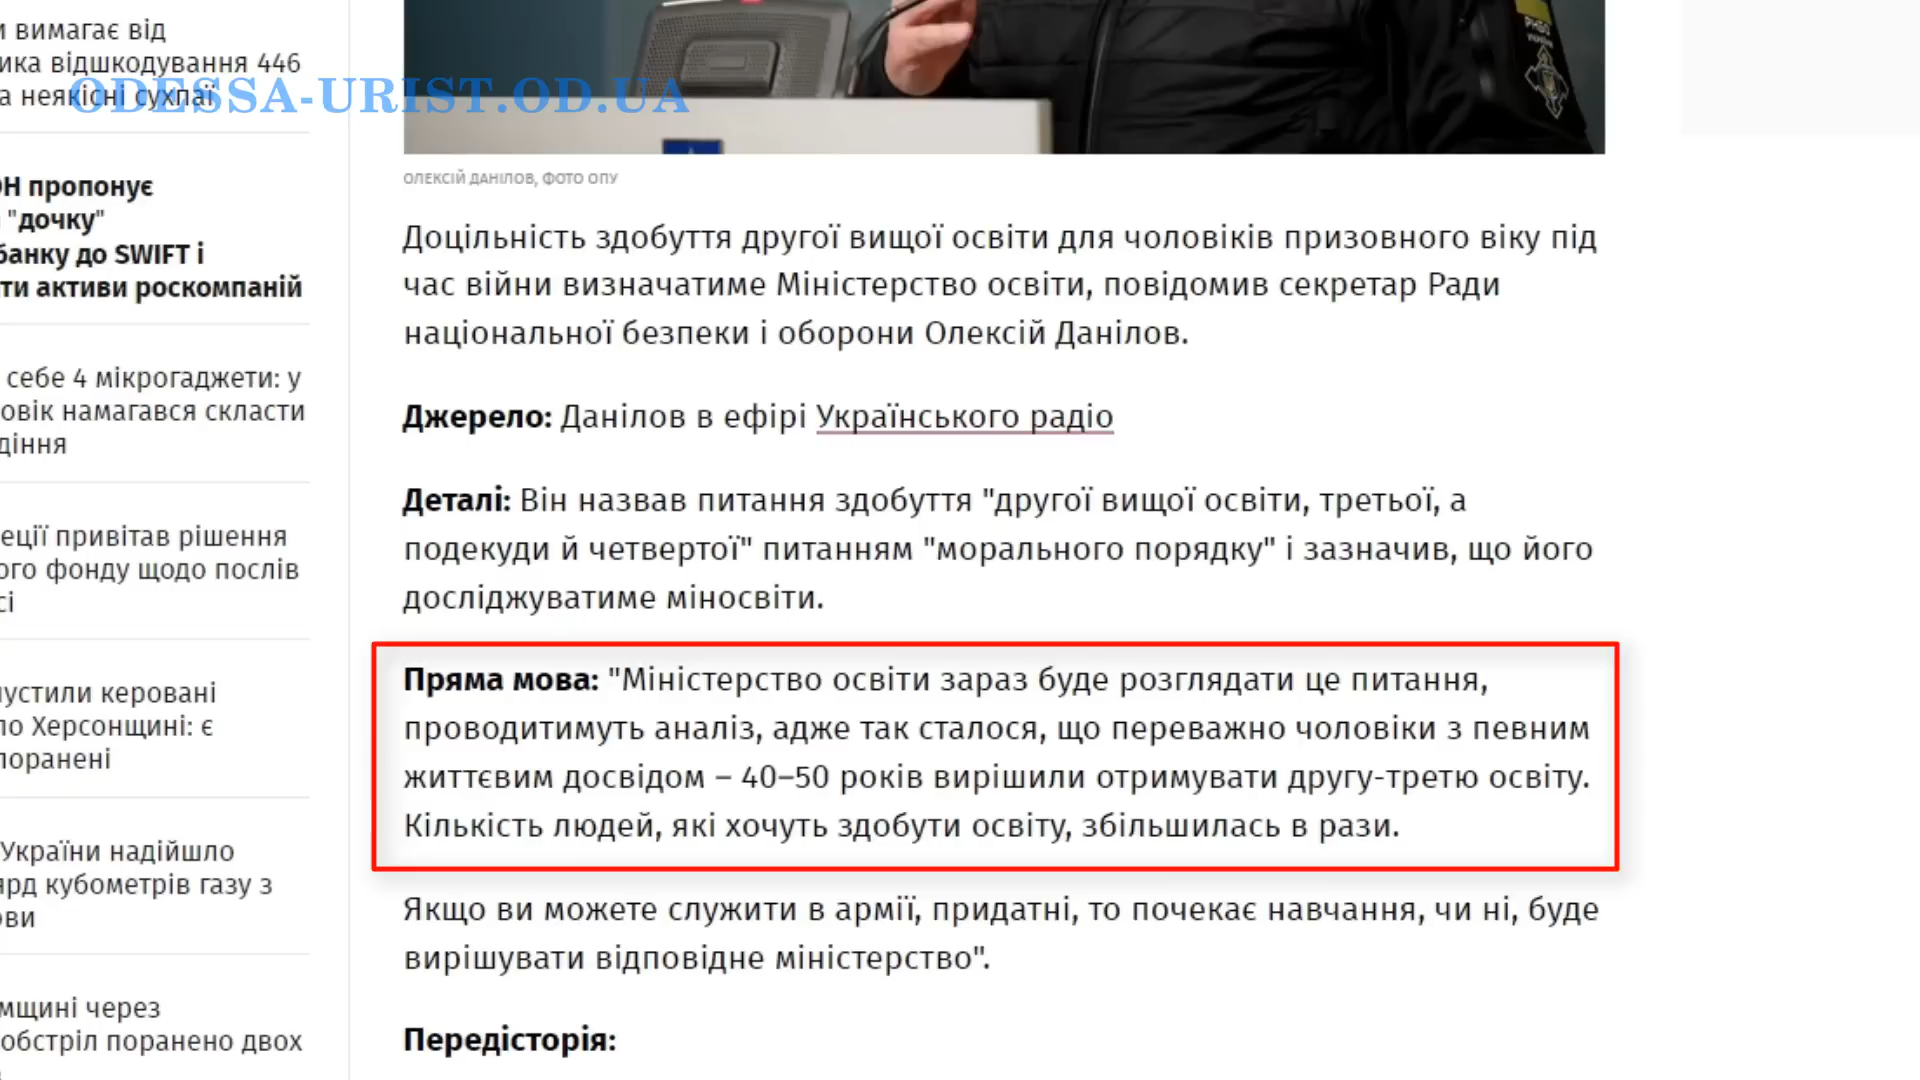 и вимагає від
ика відшкодування 446
а неякісні сухпаї
ODESSA-URIST.OD.UA
ОН пропонує
"дочку"
банку до SWIFT і
ти активи роскомпаній
себе 4 мікрогаджети: у
овік намагався скласти
діння
еції привітав рішення
ого фонду щодо послів
сі
пустили керовані
по Херсонщині: є
поранені
України надійшло
ярд кубометрів газу з
ови
мщині через
обстріл поранено двох
РНБО
УКРАЇНИ
ОЛЕКСІЙ ДАНІЛОВ, ФОТО ОПУ
Доцільність здобуття другої вищої освіти для чоловіків призовного віку під
час війни визначатиме Міністерство освіти, повідомив секретар Ради
національної безпеки і оборони Олексій Данілов.
Джерело: Данілов в ефірі Українського радіо
Деталі: Він назвав питання здобуття "другої вищої освіти, третьої, а
подекуди й четвертої" питанням "морального порядку" і зазначив, що його
досліджуватиме міносвіти.
Пряма мова: "Міністерство освіти зараз буде розглядати це питання,
проводитимуть аналіз, адже так сталося, що переважно чоловіки з певним
життєвим досвідом – 40–50 років вирішили отримувати другу-третю освіту.
Кількість людей, які хочуть здобути освіту, збільшилась в рази.
Якщо ви можете служити в армії, придатні, то почекає навчання, чи ні, буде
вирішувати відповідне міністерство".
Передісторія: